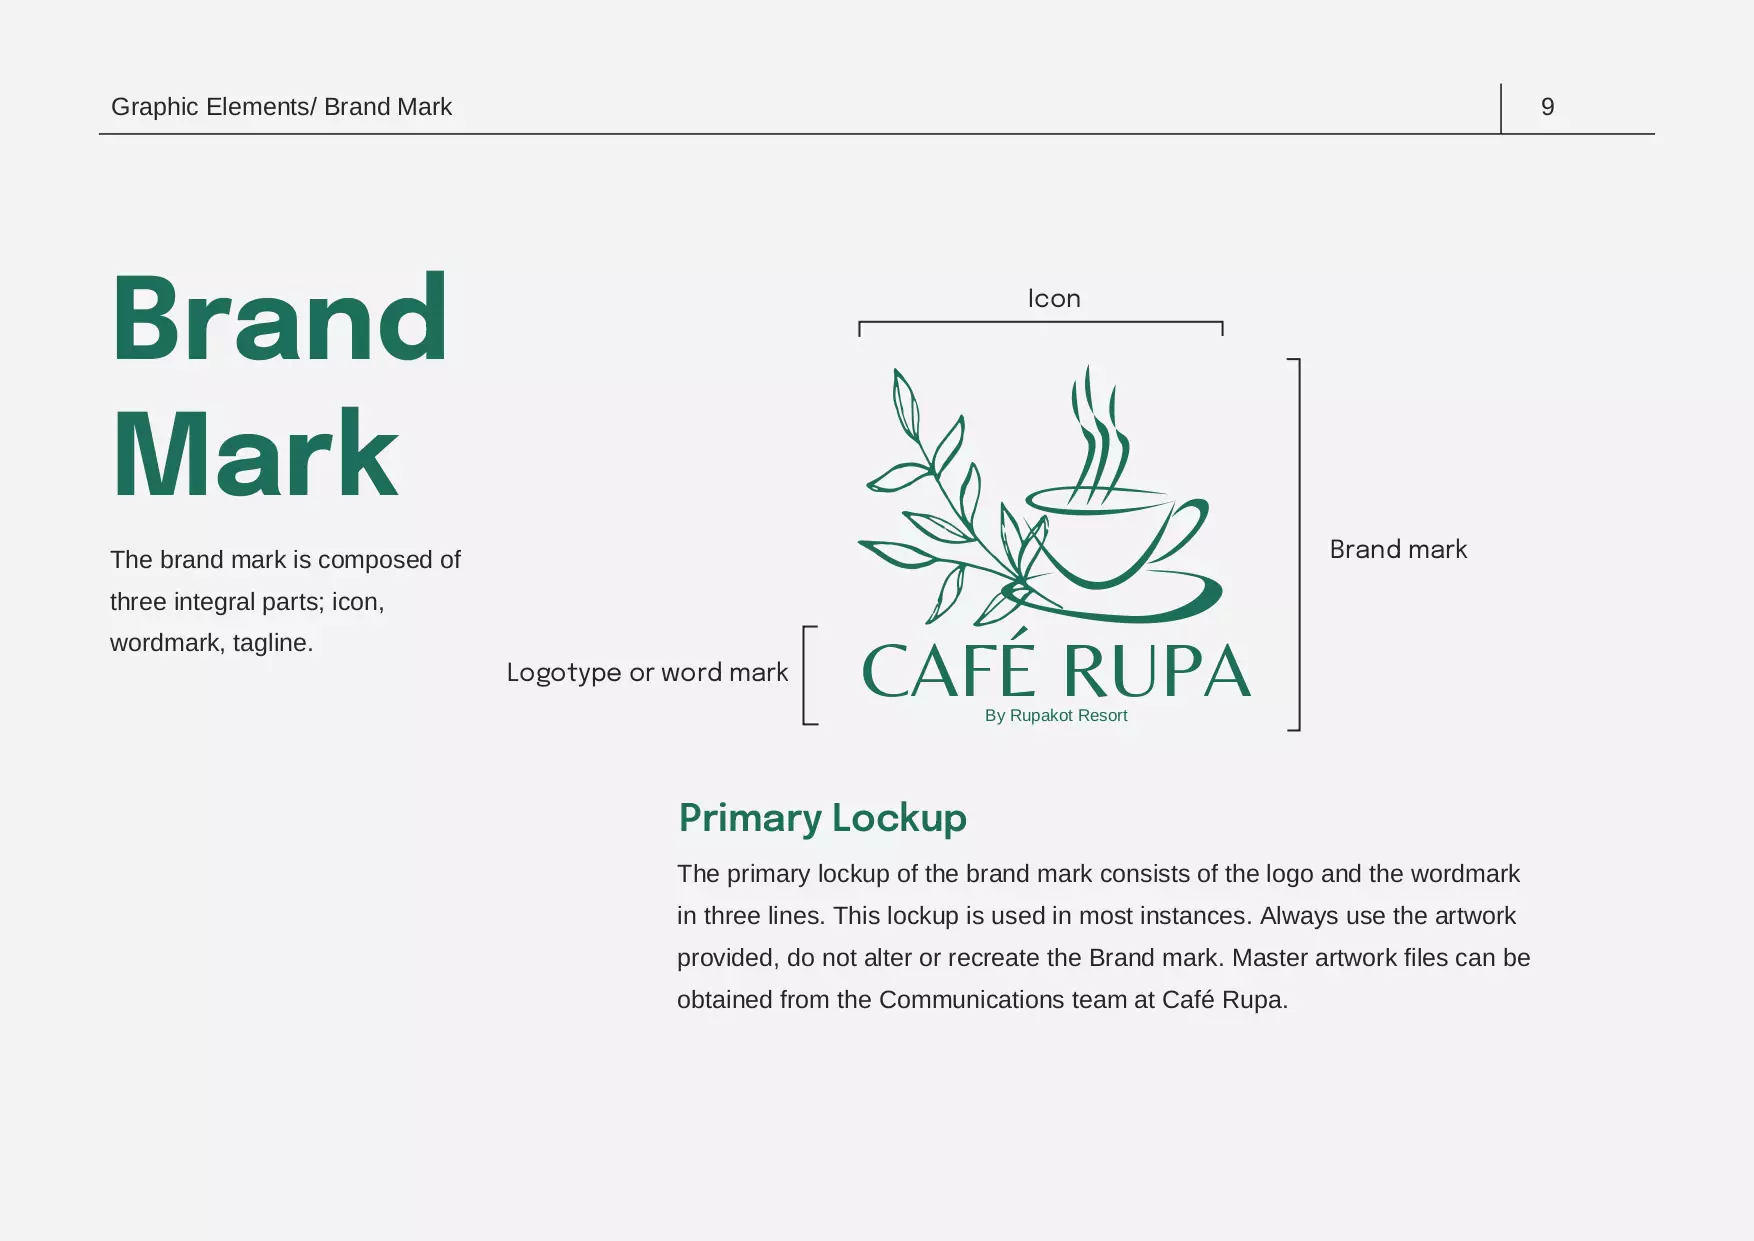 Graphic Elements/ Brand Mark
9
Brand
Mark
The brand mark is composed of
three integral parts; icon,
wordmark, tagline.
Icon
Brand mark
Logotype or word mark
CAFÉ RUPA
By Rupakot Resort
Primary Lockup
The primary lockup of the brand mark consists of the logo and the wordmark
in three lines. This lockup is used in most instances. Always use the artwork
provided, do not alter or recreate the Brand mark. Master artwork files can be
obtained from the Communications team at Café Rupa.